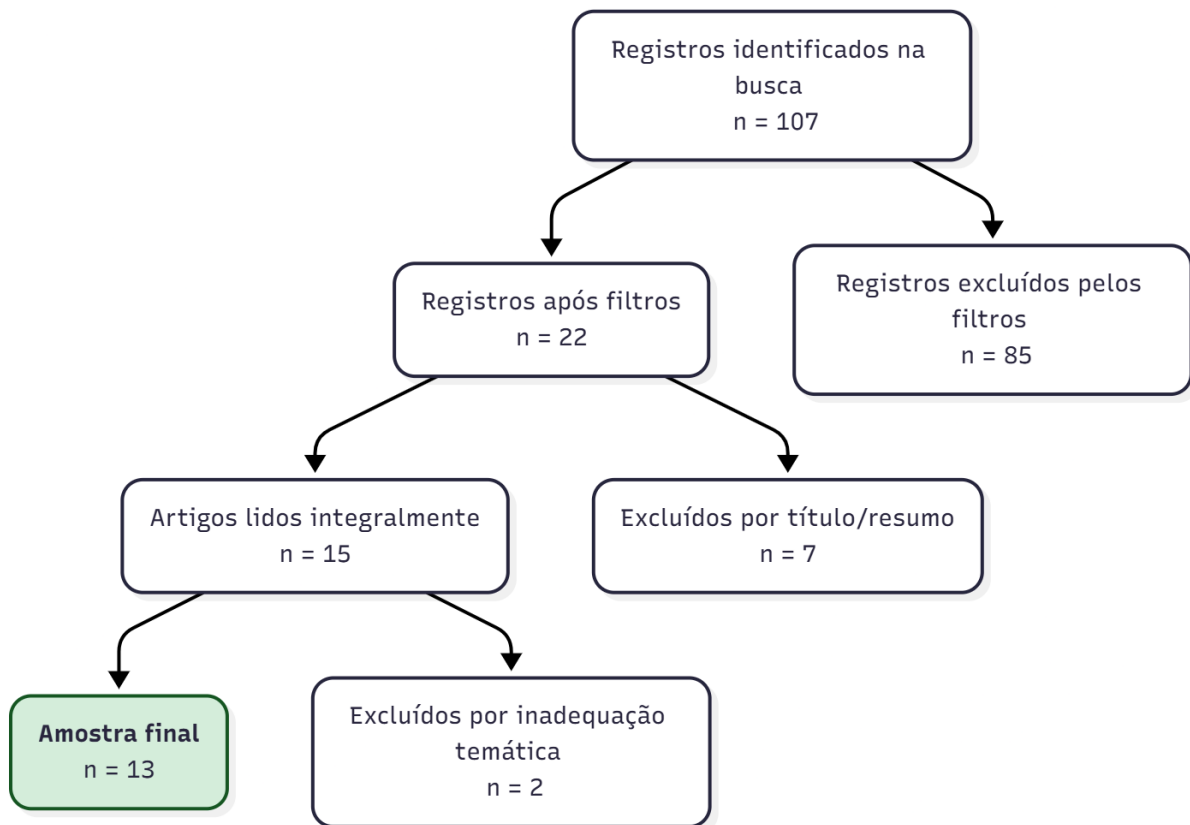 Registros identificados na
busca
n = 107
Registros após filtros
n = 22
Registros excluídos pelos
filtros
n = 85
Artigos lidos integralmente
n = 15
Excluídos por título/resumo
n = 7
Amostra final
n = 13
Excluídos por inadequação
temática
n = 2